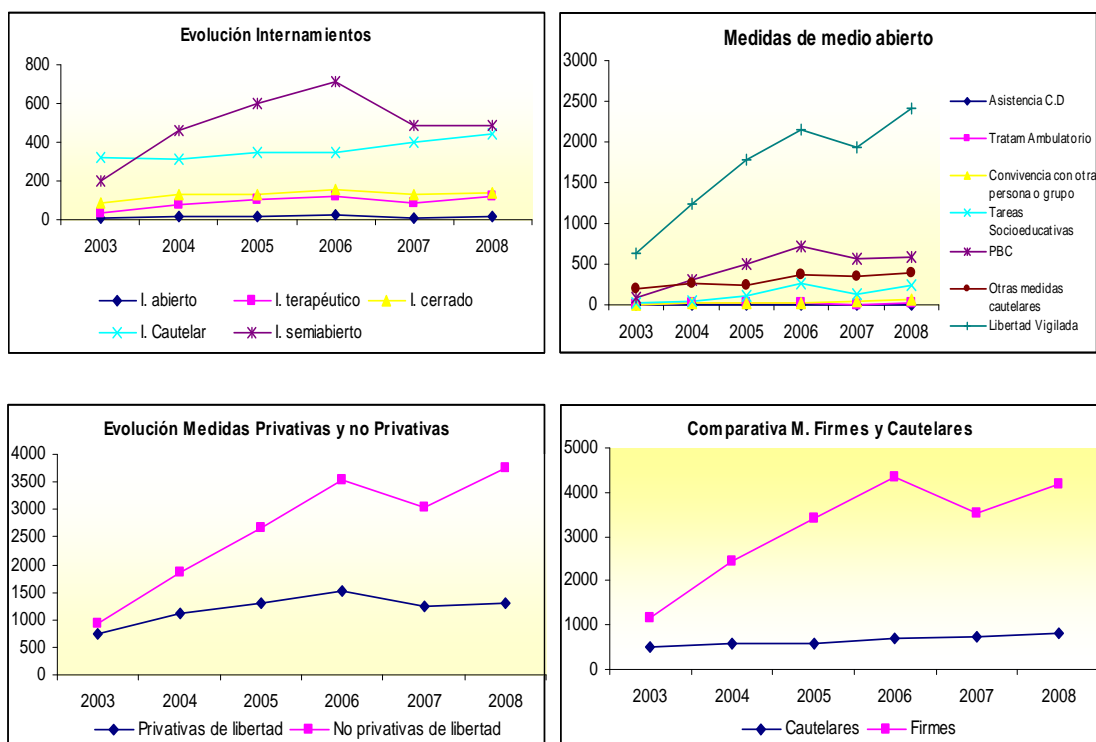 Evolución Internamientos
800
600
400
200
0
2003 2004 2005 2006 2007 2008
I. abierto I. terapéutico I. cerrado
I. Cautelar I. semiabierto
Medidas de medio abierto
3000
2500
2000
1500
1000
500
0
2003 2004 2005 2006 2007 2008
Asistencia C.D
Tratam Ambulatorio
Convivencia con otra
persona o grupo
Tareas
Socioeducativas
PBC
Otras medidas
cautelares
Libertad Vigilada
Evolución Medidas Privativas y no Privativas
4000
3500
3000
2500
2000
1500
1000
500
0
2003 2004 2005 2006 2007 2008
Privativas de libertad No privativas de libertad
Comparativa M. Firmes y Cautelares
5000
4000
3000
2000
1000
0
2003 2004 2005 2006 2007 2008
Cautelares Firmes